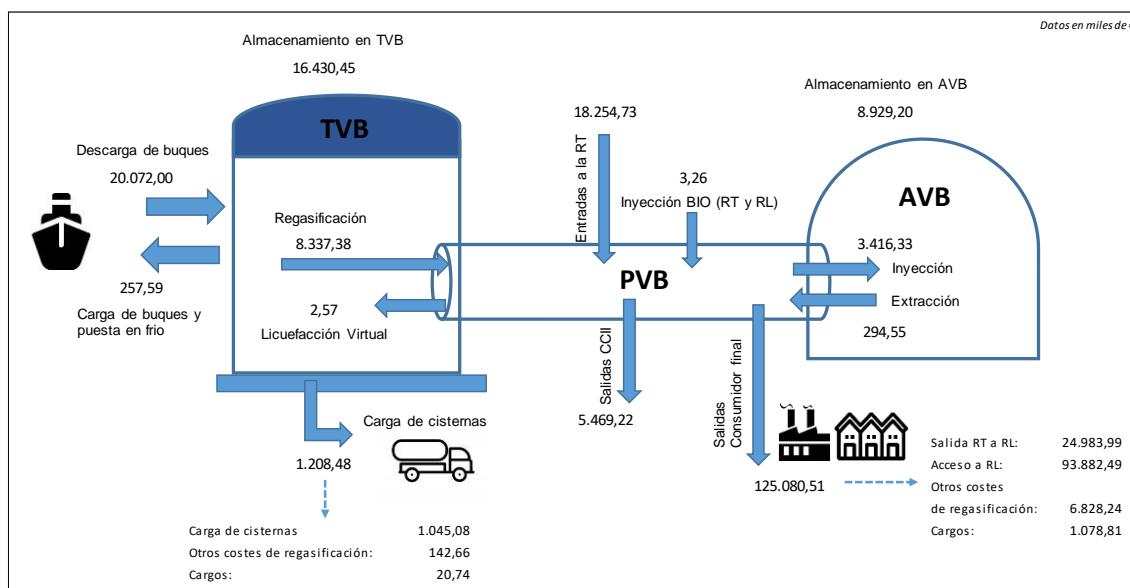 Datos en miles de
Almacenamiento en TVB
16.430,45
Almacenamiento en AVB
8.929,20
TVB
18.254,73
Descarga de buques
20.072,00
Entradas a la RT
3,26
Inyección BIO (RT y RL)
AVB
Regasificación
8.337,38
3.416,33
Inyección
PVB
Extracción
257,59
Carga de buques y
puesta en frio
2,57
Licuefacción Virtual
294,55
Salidas CCII
5.469,22
Salidas
Consumidor final
Carga de cisternas
1.208,48
125.080,51
Salida RT a RL: 24.983,99
Acceso a RL: 93.882,49
Otros costes
de regasificación: 6.828,24
Cargos: 1.078,81
Carga de cisternas 1.045,08
Otros costes de regasificación: 142,66
Cargos: 20,74